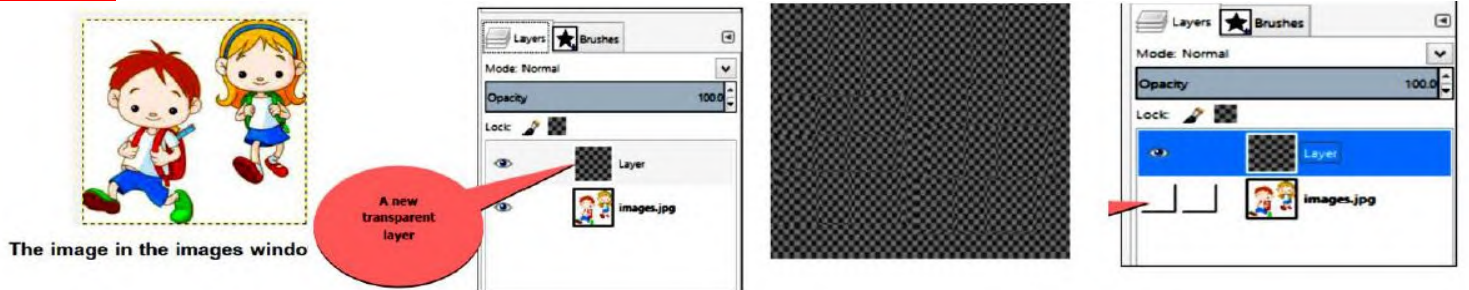 The image in the images windo
Layers Brushes
Mode: Normal
Opacity 100.0
Lock:
Layer
images.jpg
A new
transparent
layer
Layers Brushes
Mode: Normal
Opacity 100.0
Lock:
Layer
images.jpg